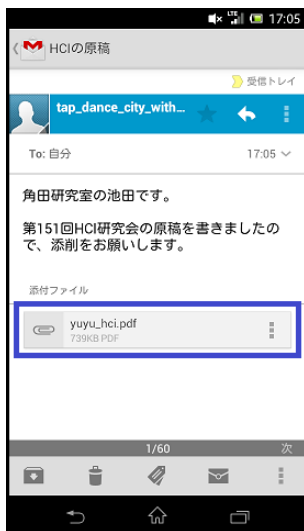 LTE 17:05
HCIの原稿
受信トレイ
tap_dance_city_with…
To: 自分 17:05
角田研究室の池田です。
第151回HCI研究会の原稿を書きましたの
で、添削をお願いします。
添付ファイル
yuyu_hci.pdf
739KB PDF
1/60 次